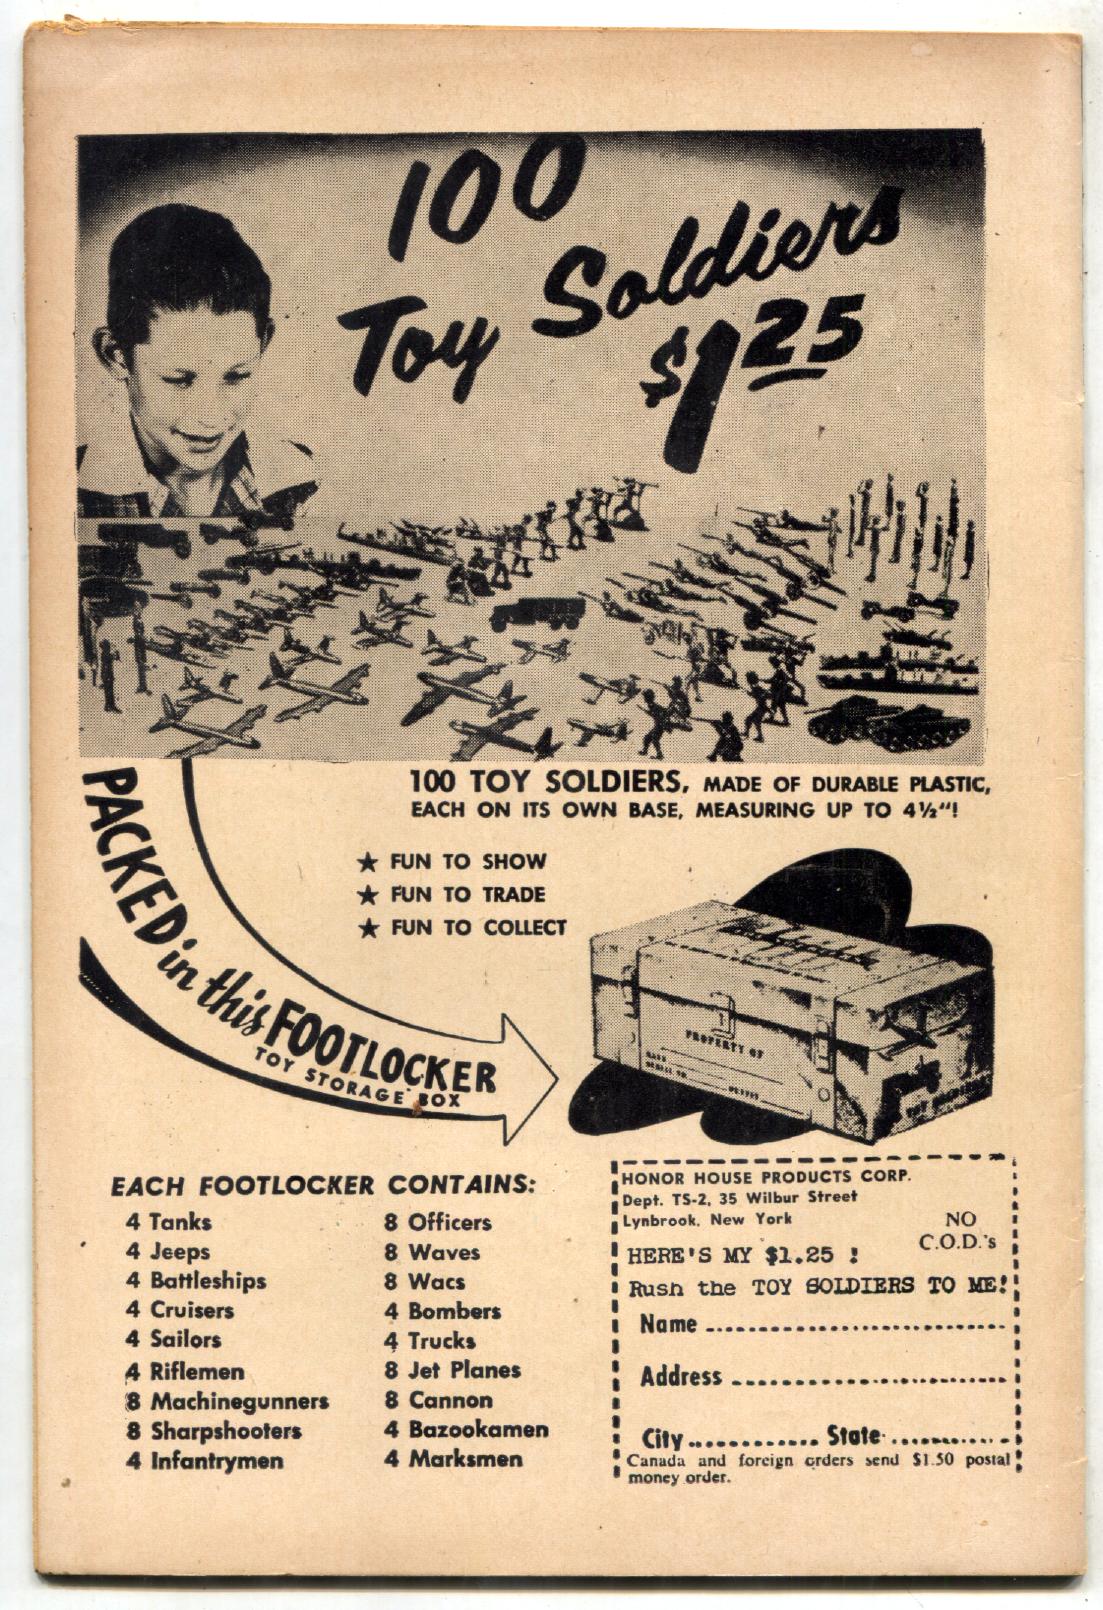 100
Toy Soldiers
$1.25
100 TOY SOLDIERS, MADE OF DURABLE PLASTIC,
EACH ON ITS OWN BASE, MEASURING UP TO 4½"!
★ FUN TO SHOW
★ FUN TO TRADE
★ FUN TO COLLECT
PACKED in this FOOTLOCKER
TOY STORAGE BOX
PROPERTY OF
EACH FOOTLOCKER CONTAINS:
4 Tanks
4 Jeeps
4 Battleships
4 Cruisers
4 Sailors
4 Riflemen
8 Machinegunners
8 Sharpshooters
4 Infantrymen
8 Officers
8 Waves
8 Wacs
4 Bombers
4 Trucks
8 Jet Planes
8 Cannon
4 Bazookamen
4 Marksmen
HONOR HOUSE PRODUCTS CORP.
Dept. TS-2, 35 Wilbur Street
Lynbrook, New York
NO
C.O.D.'s
HERE'S MY $1.25 !
Rush the TOY SOLDIERS TO ME!
Name
Address
City State
Canada and foreign orders send $1.50 postal
money order.